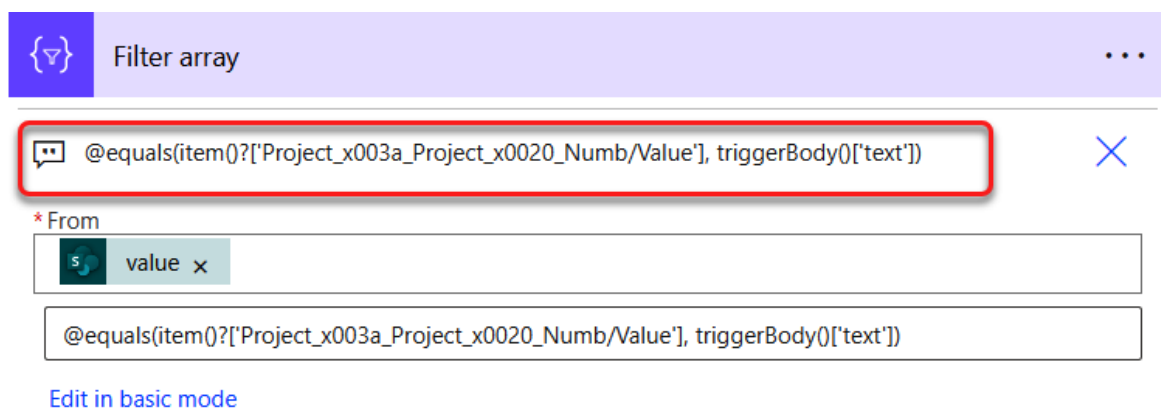 Filter array
@equals(item()?['Project_x003a_Project_x0020_Numb/Value'], triggerBody()['text'])
* From
S value ×
@equals(item()?['Project_x003a_Project_x0020_Numb/Value'], triggerBody()['text'])
Edit in basic mode